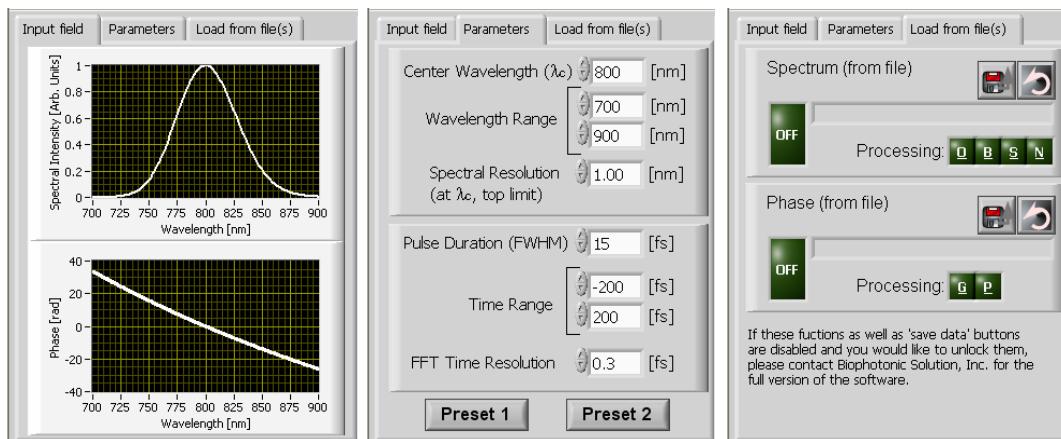 Input field Parameters Load from file(s)
Spectral Intensity [Arb. Units]
1
0.8
0.6
0.4
0.2
0
700 725 750 775 800 825 850 875 900
Wavelength [nm]
Phase [rad]
40
20
0
-20
-40
700 725 750 775 800 825 850 875 900
Wavelength [nm]
Input field Parameters Load from file(s)
Center Wavelength (λc) 800 [nm]
Wavelength Range
700 [nm]
900 [nm]
Spectral Resolution 1.00 [nm]
(at λc, top limit)
Pulse Duration (FWHM) 15 [fs]
Time Range
-200 [fs]
200 [fs]
FFT Time Resolution 0.3 [fs]
Preset 1 Preset 2
Input field Parameters Load from file(s)
Spectrum (from file)
OFF
Processing: O B S N
Phase (from file)
OFF
Processing: G P
If these fuctions as well as 'save data' buttons
are disabled and you would like to unlock them,
please contact Biophotonic Solution, Inc. for the
full version of the software.